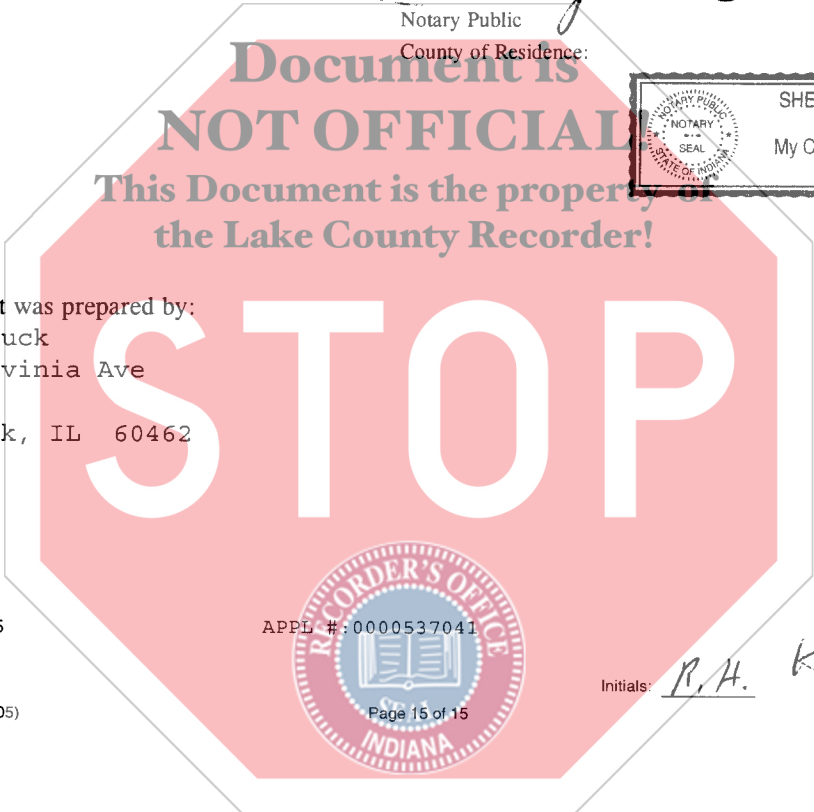 Notary Public
County of Residence:
Document is
NOT OFFICIAL!
This Document is the property of
the Lake County Recorder!
NOTARY PUBLIC
NOTARY
SEAL
STATE OF INDIANA
SHE
My O
t was prepared by:
uck
vinia Ave
k, IL 60462
STOP
RECORDER'S OFFICE
5
APPL #:0000537041
Initials: R.H. K
05)
SEAL
Page 15 of 15
INDIANA